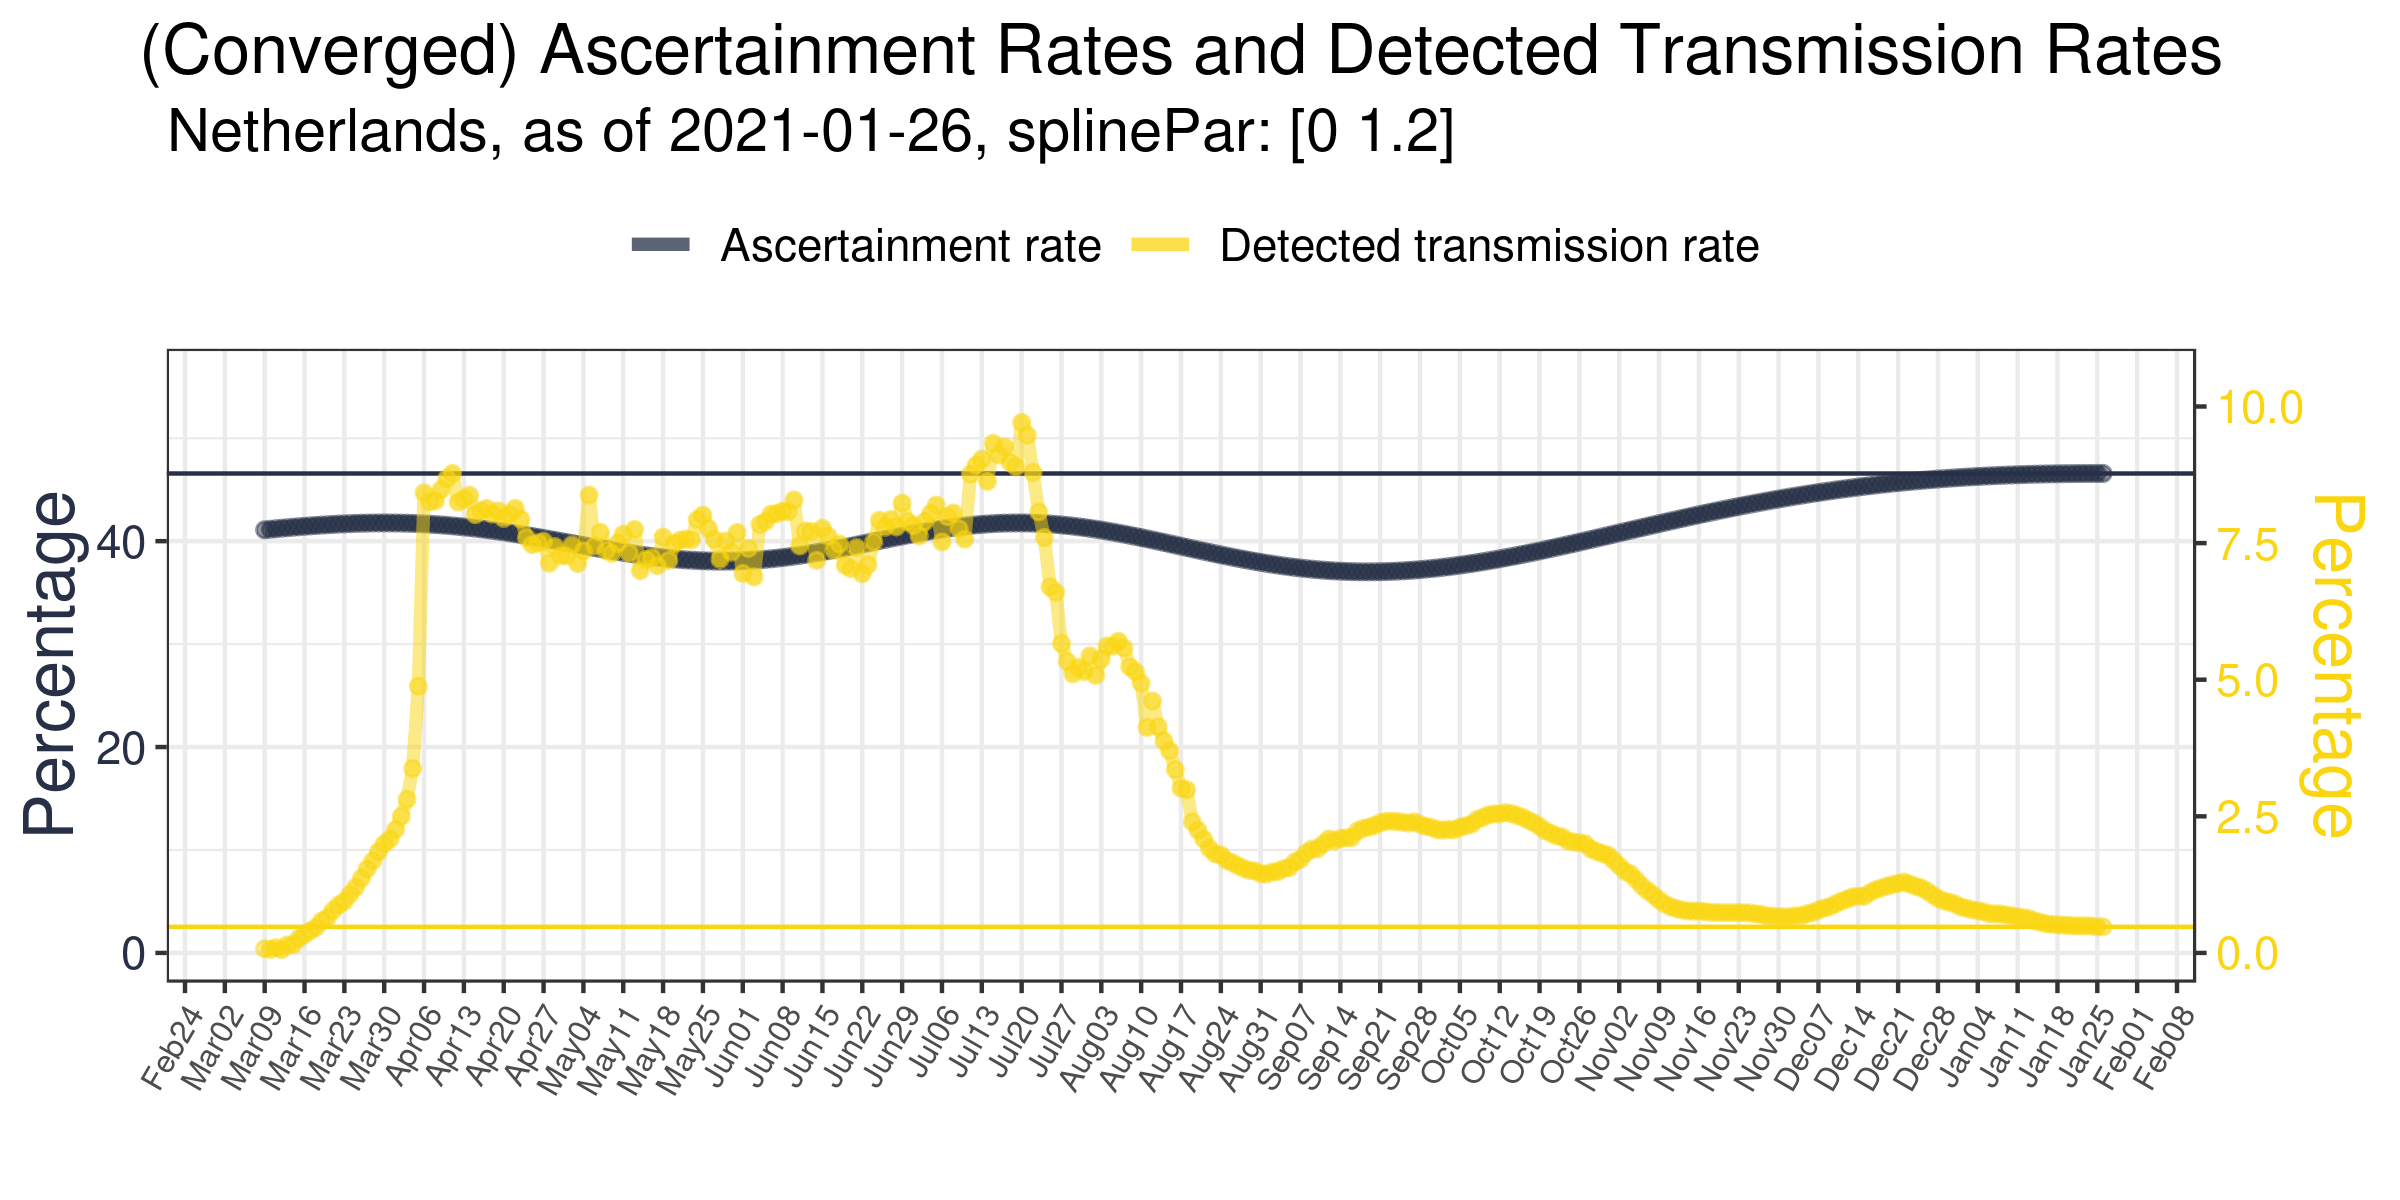 (Converged) Ascertainment Rates and Detected Transmission Rates
Netherlands, as of 2021-01-26, splinePar: [0 1.2]
Ascertainment rate
Detected transmission rate
Percentage
40
20
0
10.0
7.5
5.0
2.5
0.0
Percentage
Feb24
Mar02
Mar09
Mar16
Mar23
Mar30
Apr06
Apr13
Apr20
Apr27
May04
May11
May18
May25
Jun01
Jun08
Jun15
Jun22
Jun29
Jul06
Jul13
Jul20
Jul27
Aug03
Aug10
Aug17
Aug24
Aug31
Sep07
Sep14
Sep21
Sep28
Oct05
Oct12
Oct19
Oct26
Nov02
Nov09
Nov16
Nov23
Nov30
Dec07
Dec14
Dec21
Dec28
Jan04
Jan11
Jan18
Jan25
Feb01
Feb08